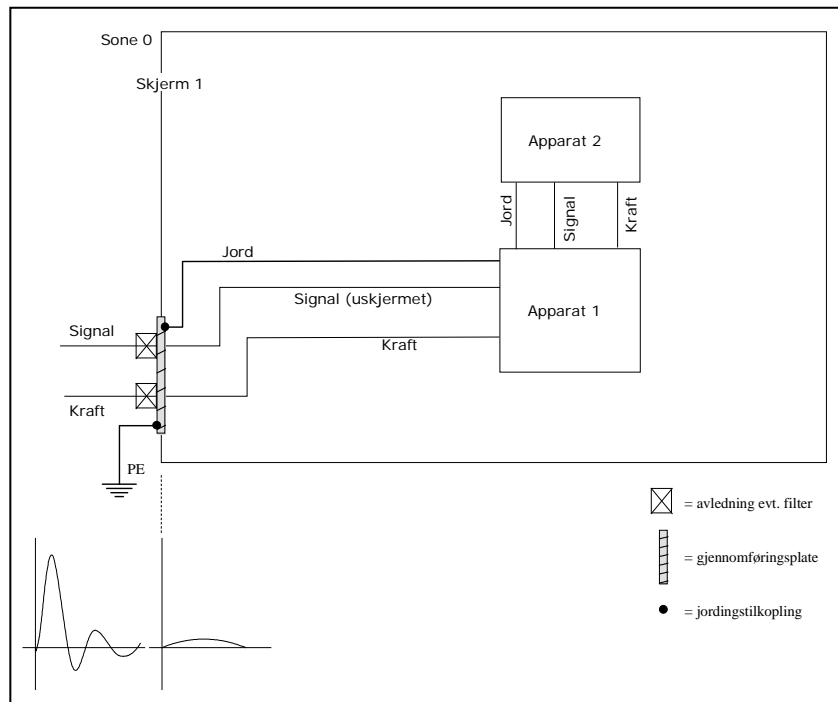 Sone 0
Skjerm 1
Apparat 2
Jord
Signal
Kraft
Jord
Signal (uskjermet)
Apparat 1
Signal
Kraft
Kraft
PE
= avledning evt. filter
= gjennomføringsplate
= jordingstilkopling